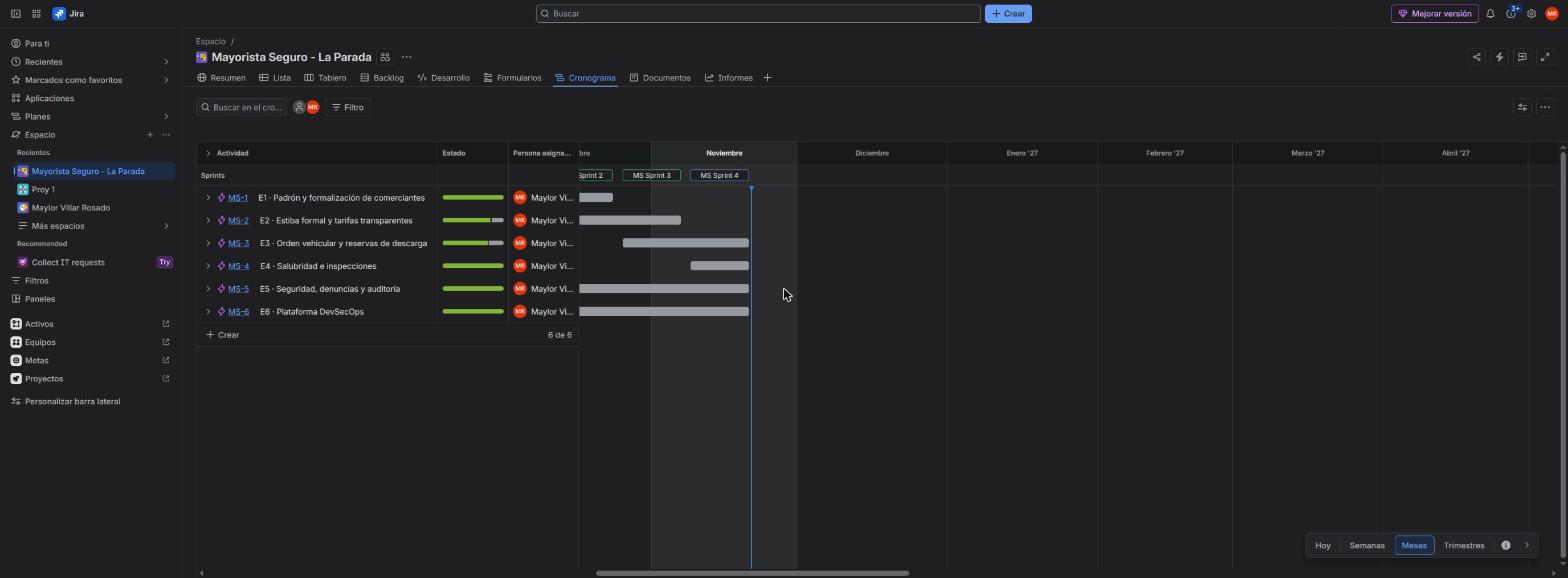 Jira
Buscar
+ Crear
Mejorar versión
3+
MR
Para ti
Recientes
Marcados como favoritos
Aplicaciones
Planes
Espacio
Recientes
Mayorista Seguro - La Parada
Proy 1
Maylor Villar Rosado
Más espacios
Recommended
Collect IT requests
Try
Filtros
Paneles
Activos
Equipos
Metas
Proyectos
Personalizar barra lateral
Espacio /
Mayorista Seguro - La Parada
Resumen Lista Tablero Backlog Desarrollo Formularios Cronograma Documentos Informes
Buscar en el cro...
MR
Filtro
Actividad Estado Persona asigna... bre Noviembre Diciembre Enero '27 Febrero '27 Marzo '27 Abril '27
Sprints Sprint 2 MS Sprint 3 MS Sprint 4
MS-1 E1 · Padrón y formalización de comerciantes MR Maylor Vi...
MS-2 E2 · Estiba formal y tarifas transparentes MR Maylor Vi...
MS-3 E3 · Orden vehicular y reservas de descarga MR Maylor Vi...
MS-4 E4 · Salubridad e inspecciones MR Maylor Vi...
MS-5 E5 · Seguridad, denuncias y auditoría MR Maylor Vi...
MS-6 E6 · Plataforma DevSecOps MR Maylor Vi...
+ Crear 6 de 6
Hoy Semanas Meses Trimestres